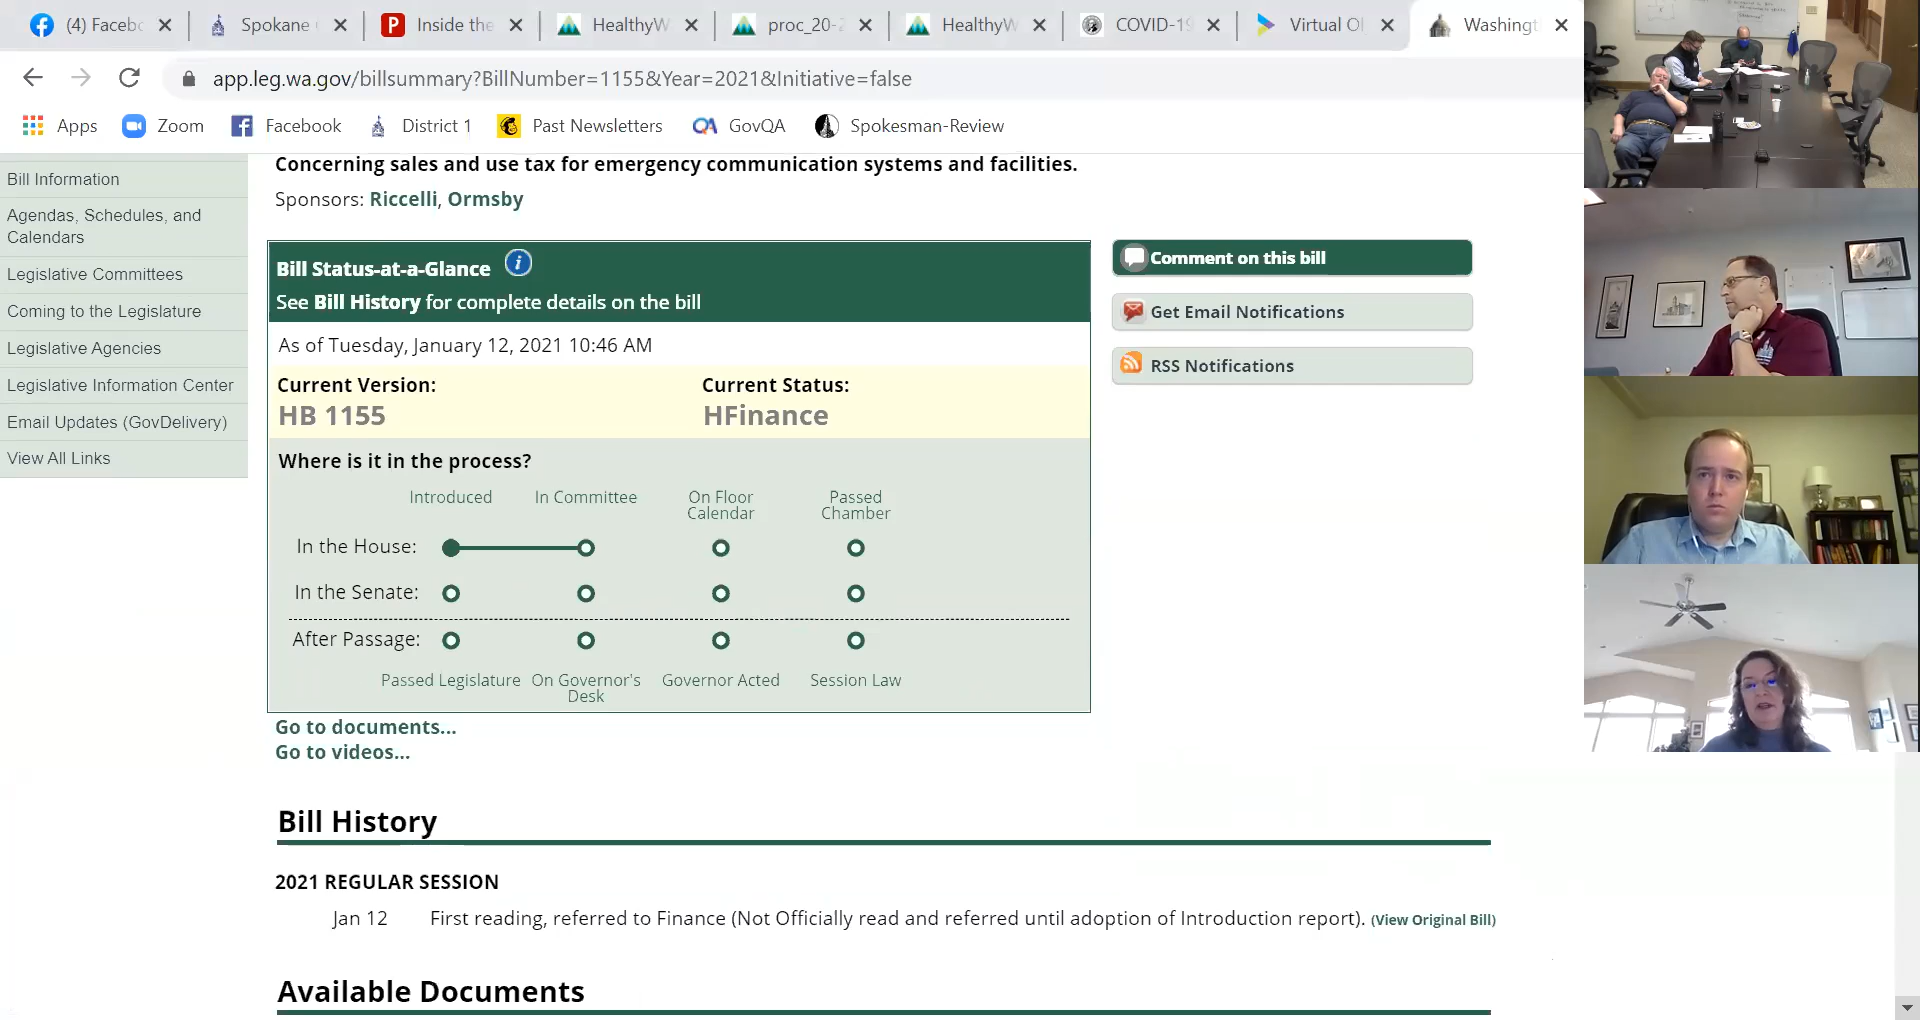 (4) Facebo
Spokane
Inside the
HealthyW
proc_20-2
HealthyW
COVID-19
Virtual Ol
Washingt
app.leg.wa.gov/billsummary?BillNumber=1155&Year=2021&Initiative=false
Apps
Zoom
Facebook
District 1
Past Newsletters
GovQA
Spokesman-Review
Bill Information
Agendas, Schedules, and
Calendars
Legislative Committees
Coming to the Legislature
Legislative Agencies
Legislative Information Center
Email Updates (GovDelivery)
View All Links
Concerning sales and use tax for emergency communication systems and facilities.
Sponsors: Riccelli, Ormsby
Bill Status-at-a-Glance
See Bill History for complete details on the bill
As of Tuesday, January 12, 2021 10:46 AM
Current Version: Current Status:
HB 1155 HFinance
Where is it in the process?
Introduced In Committee On Floor Passed
Calendar Chamber
In the House:
In the Senate:
After Passage:
Passed Legislature On Governor's Governor Acted Session Law
Desk
Comment on this bill
Get Email Notifications
RSS Notifications
Go to documents...
Go to videos...
Bill History
2021 REGULAR SESSION
Jan 12 First reading, referred to Finance (Not Officially read and referred until adoption of Introduction report). (View Original Bill)
Available Documents